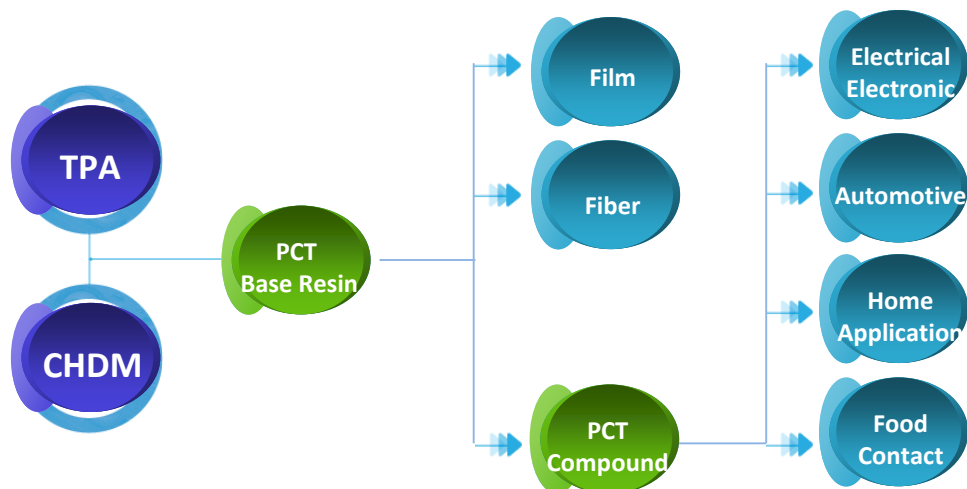 TPA
CHDM
PCT
Base Resin
Film
Fiber
PCT
Compound
Electrical
Electronic
Automotive
Home
Application
Food
Contact